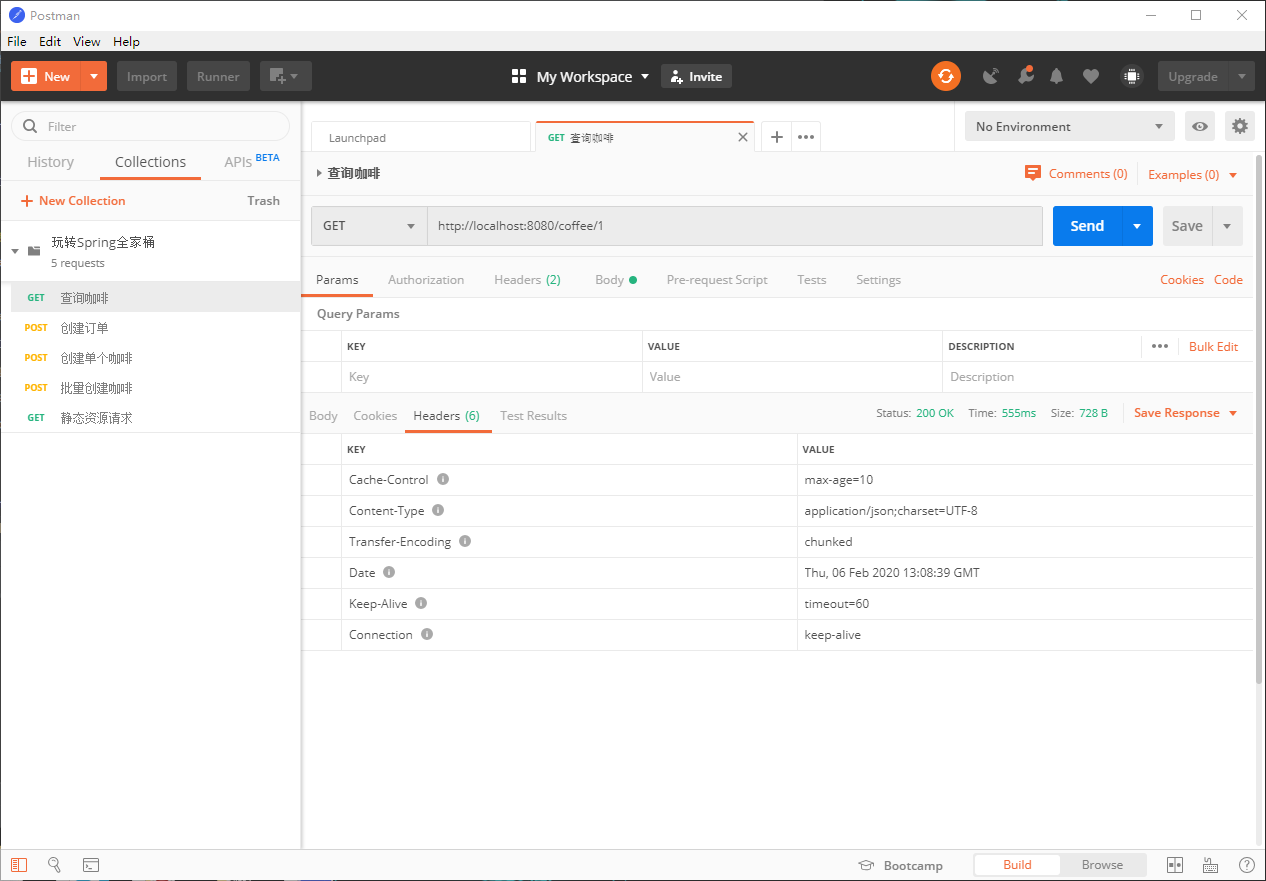 Postman
File Edit View Help
New Import Runner My Workspace Invite Upgrade
Filter
History Collections APIs BETA
New Collection Trash
玩转Spring全家桶
5 requests
GET 查询咖啡
POST 创建订单
POST 创建单个咖啡
POST 批量创建咖啡
GET 静态资源请求
Launchpad GET 查询咖啡 No Environment
查询咖啡 Comments (0) Examples (0)
GET http://localhost:8080/coffee/1 Send Save
Params Authorization Headers (2) Body Pre-request Script Tests Settings Cookies Code
Query Params
KEY VALUE DESCRIPTION Bulk Edit
Key Value Description
Body Cookies Headers (6) Test Results Status: 200 OK Time: 555ms Size: 728 B Save Response
KEY VALUE
Cache-Control max-age=10
Content-Type application/json;charset=UTF-8
Transfer-Encoding chunked
Date Thu, 06 Feb 2020 13:08:39 GMT
Keep-Alive timeout=60
Connection keep-alive
Bootcamp Build Browse